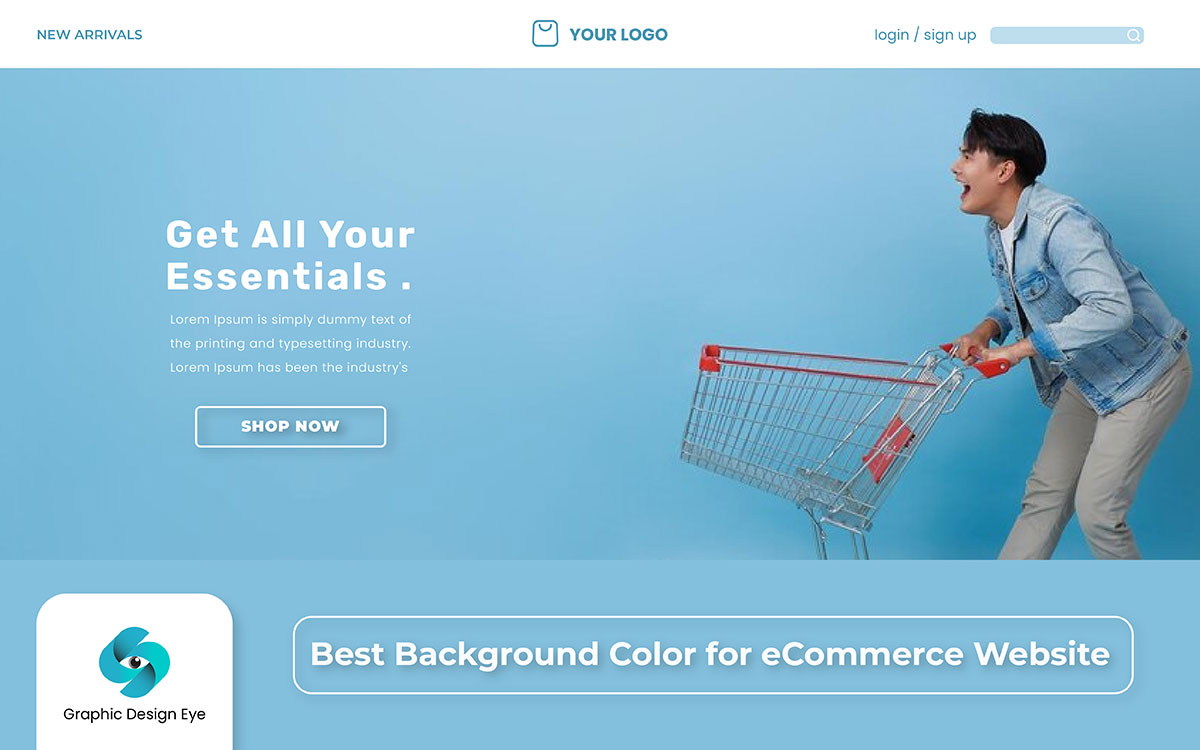 NEW ARRIVALS
YOUR LOGO
login / sign up
Get All Your
Essentials .
Lorem Ipsum is simply dummy text of
the printing and typesetting industry.
Lorem Ipsum has been the industry's
SHOP NOW
Graphic Design Eye
Best Background Color for eCommerce Website